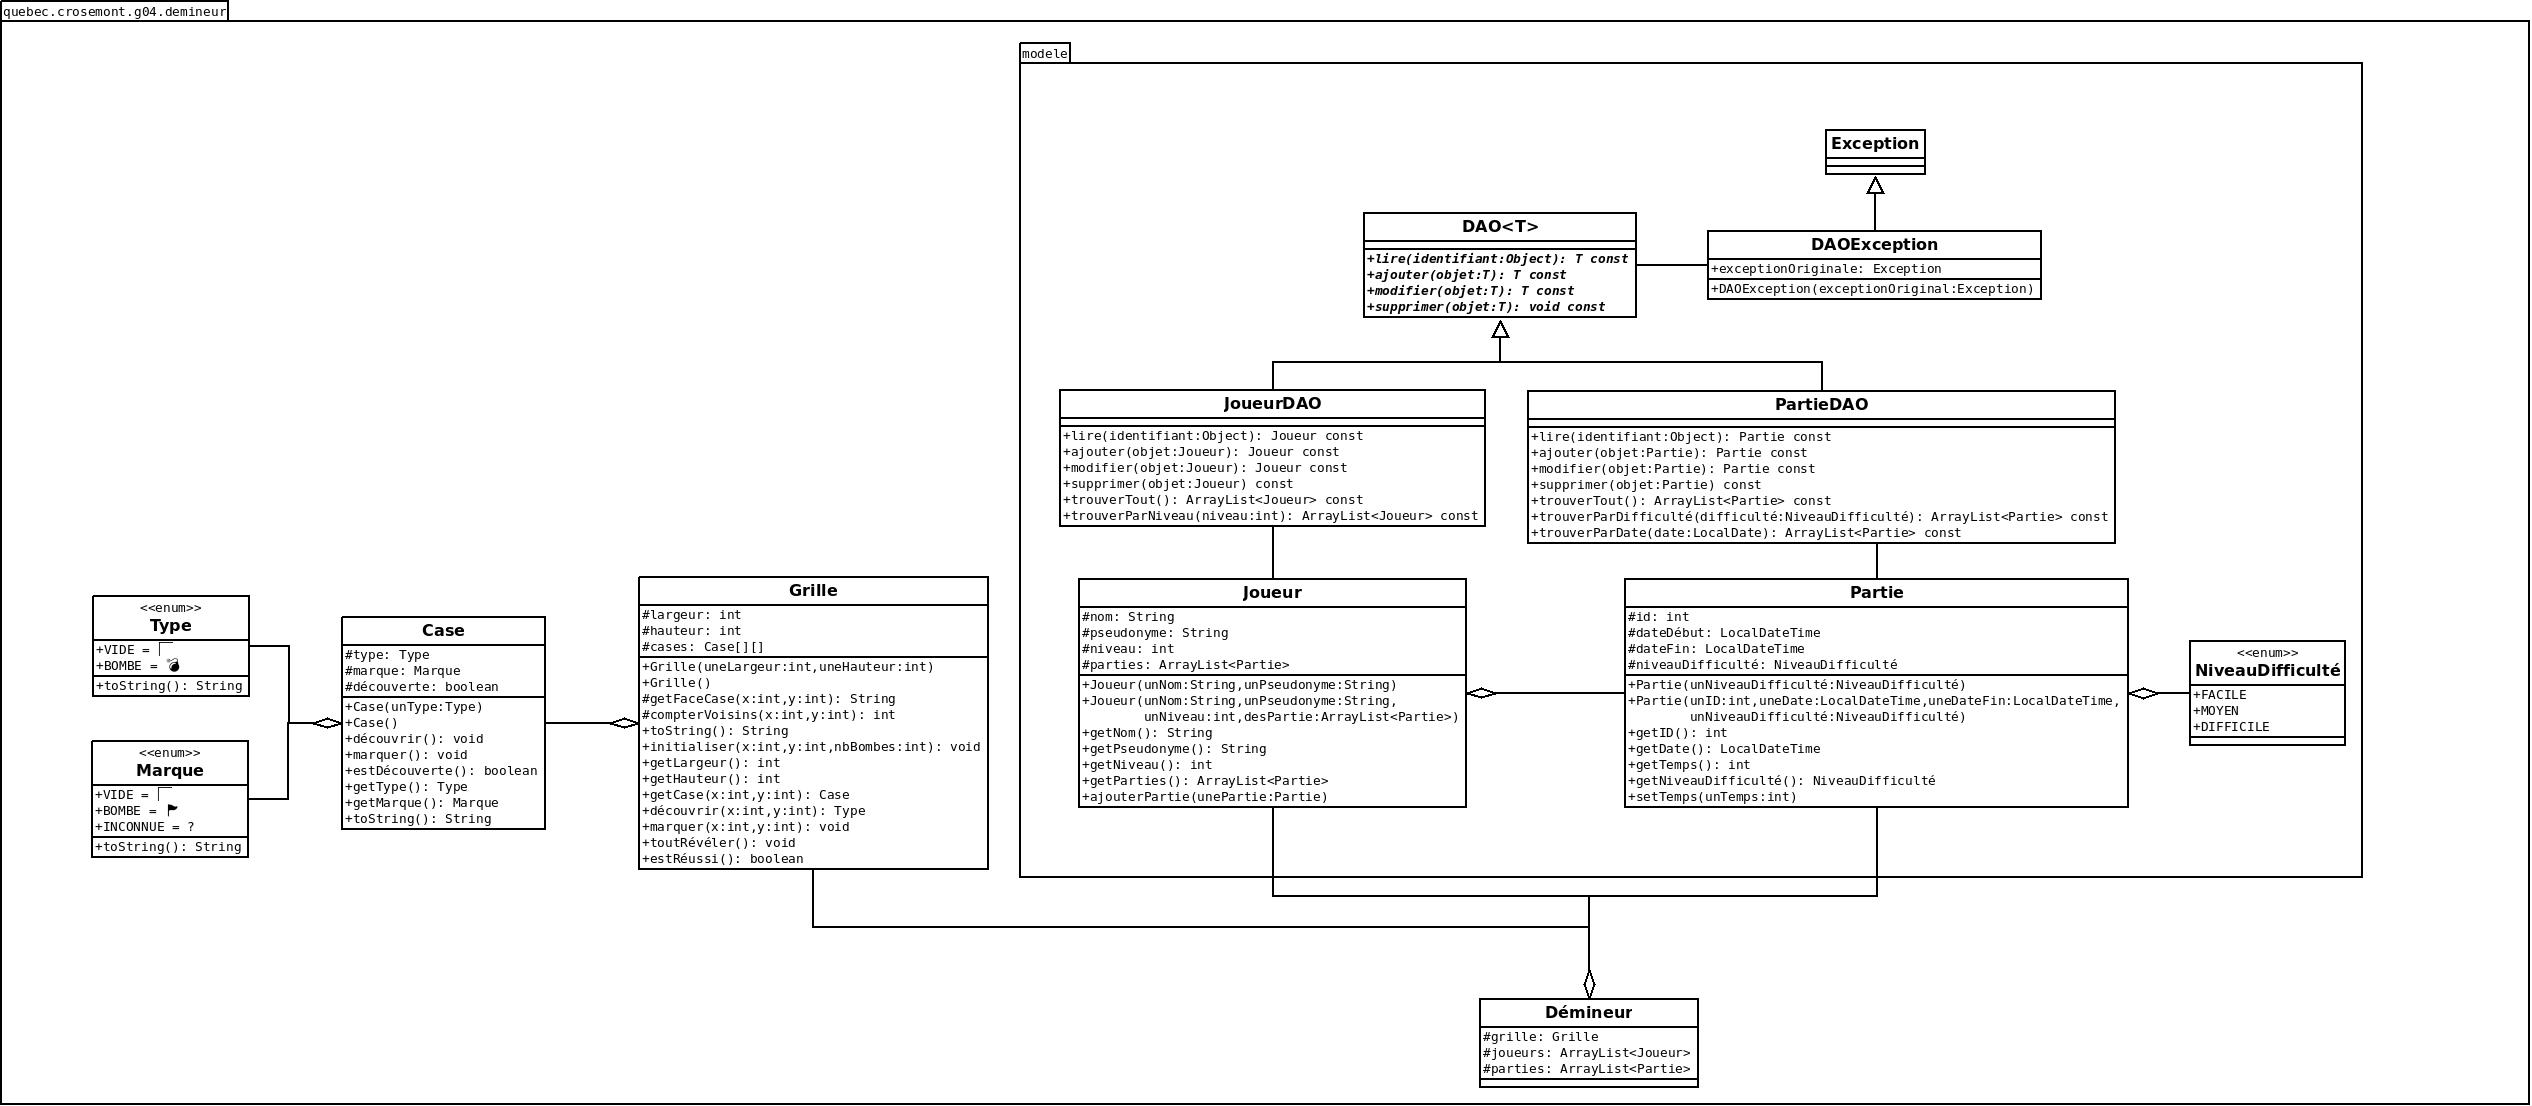 quebec.crosemont.g04.demineur
modele
Exception
DAO<T>
+lire(identifiant:Object): T const
+ajouter(objet:T): T const
+modifier(objet:T): T const
+supprimer(objet:T): void const
DAOException
+exceptionOriginale: Exception
+DAOException(exceptionOriginal:Exception)
JoueurDAO
+lire(identifiant:Object): Joueur const
+ajouter(objet:Joueur): Joueur const
+modifier(objet:Joueur): Joueur const
+supprimer(objet:Joueur) const
+trouverTout(): ArrayList<Joueur> const
+trouverParNiveau(niveau:int): ArrayList<Joueur> const
PartieDAO
+lire(identifiant:Object): Partie const
+ajouter(objet:Partie): Partie const
+modifier(objet:Partie): Partie const
+supprimer(objet:Partie) const
+trouverTout(): ArrayList<Partie> const
+trouverParDifficulté(difficulté:NiveauDifficulté): ArrayList<Partie> const
+trouverParDate(date:LocalDate): ArrayList<Partie> const
<<enum>>
Type
+VIDE =
+BOMBE = 💣
+toString(): String
<<enum>>
Marque
+VIDE =
+BOMBE = ⚑
+INCONNUE = ?
+toString(): String
Case
#type: Type
#marque: Marque
#découverte: boolean
+Case(unType:Type)
+Case()
+découvrir(): void
+marquer(): void
+estDécouverte(): boolean
+getType(): Type
+getMarque(): Marque
+toString(): String
Grille
#largeur: int
#hauteur: int
#cases: Case[][]
+Grille(uneLargeur:int,uneHauteur:int)
+Grille()
#getFaceCase(x:int,y:int): String
#compterVoisins(x:int,y:int): int
+toString(): String
+initialiser(x:int,y:int,nbBombes:int): void
+getLargeur(): int
+getHauteur(): int
+getCase(x:int,y:int): Case
+découvrir(x:int,y:int): Type
+marquer(x:int,y:int): void
+toutRévéler(): void
+estRéussi(): boolean
Joueur
#nom: String
#pseudonyme: String
#niveau: int
#parties: ArrayList<Partie>
+Joueur(unNom:String,unPseudonyme:String)
+Joueur(unNom:String,unPseudonyme:String,
unNiveau:int,desPartie:ArrayList<Partie>)
+getNom(): String
+getPseudonyme(): String
+getNiveau(): int
+getParties(): ArrayList<Partie>
+ajouterPartie(unePartie:Partie)
Partie
#id: int
#dateDébut: LocalDateTime
#dateFin: LocalDateTime
#niveauDifficulté: NiveauDifficulté
+Partie(unNiveauDifficulté:NiveauDifficulté)
+Partie(unID:int,uneDate:LocalDateTime,uneDateFin:LocalDateTime,
unNiveauDifficulté:NiveauDifficulté)
+getID(): int
+getDate(): LocalDateTime
+getTemps(): int
+getNiveauDifficulté(): NiveauDifficulté
+setTemps(unTemps:int)
<<enum>>
NiveauDifficulté
+FACILE
+MOYEN
+DIFFICILE
Démineur
#grille: Grille
#joueurs: ArrayList<Joueur>
#parties: ArrayList<Partie>